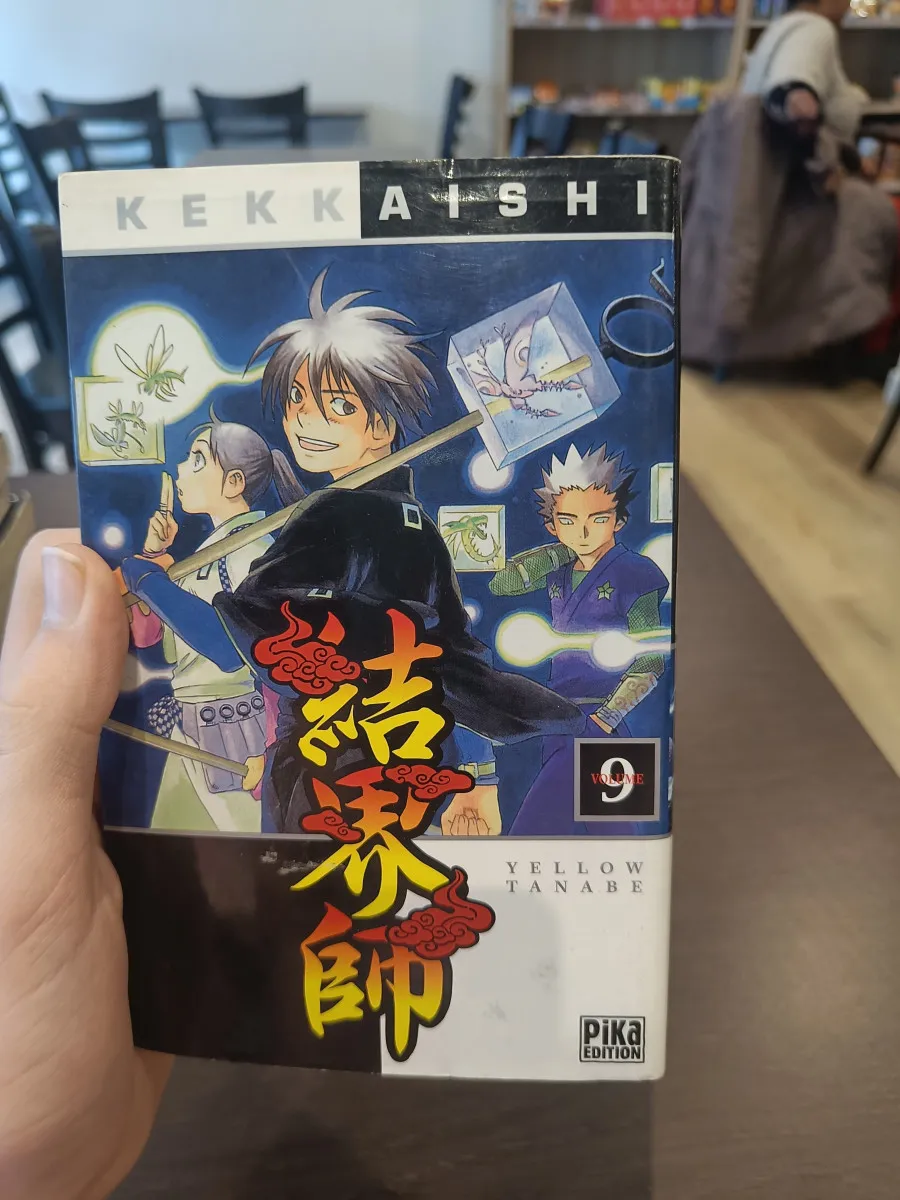 KEKKAISHI
結界師
VOLUME
9
YELLOW
TANABE
PiKa
EDITION